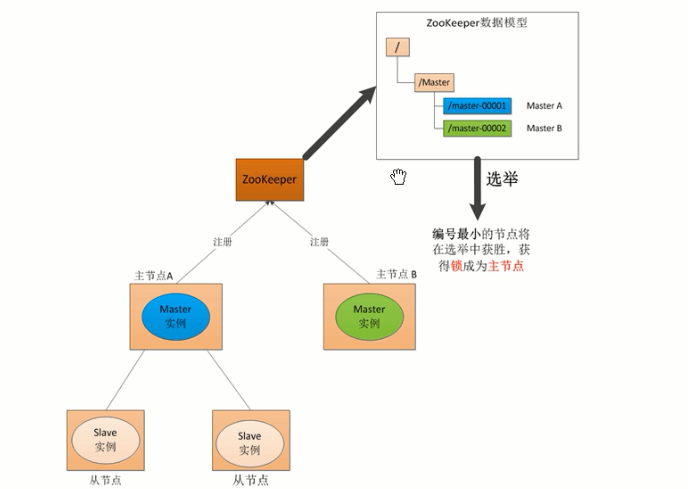 ZooKeeper数据模型
/
/Master
/master-00001 Master A
/master-00002 Master B
ZooKeeper
选举
编号最小的节点将
在选举中获胜，获
得锁成为主节点
注册 注册
主节点A
主节点 B
Master
实例
Master
实例
Slave
实例
Slave
实例
从节点
从节点